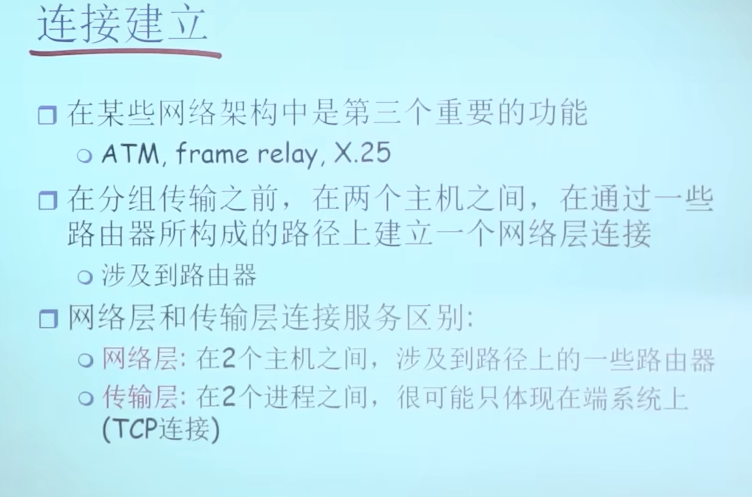 连接建立
在某些网络架构中是第三个重要的功能
ATM, frame relay, X.25
在分组传输之前，在两个主机之间，在通过一些
路由器所构成的路径上建立一个网络层连接
涉及到路由器
网络层和传输层连接服务区别:
网络层: 在2个主机之间，涉及到路径上的一些路由器
传输层: 在2个进程之间，很可能只体现在端系统上
(TCP连接)